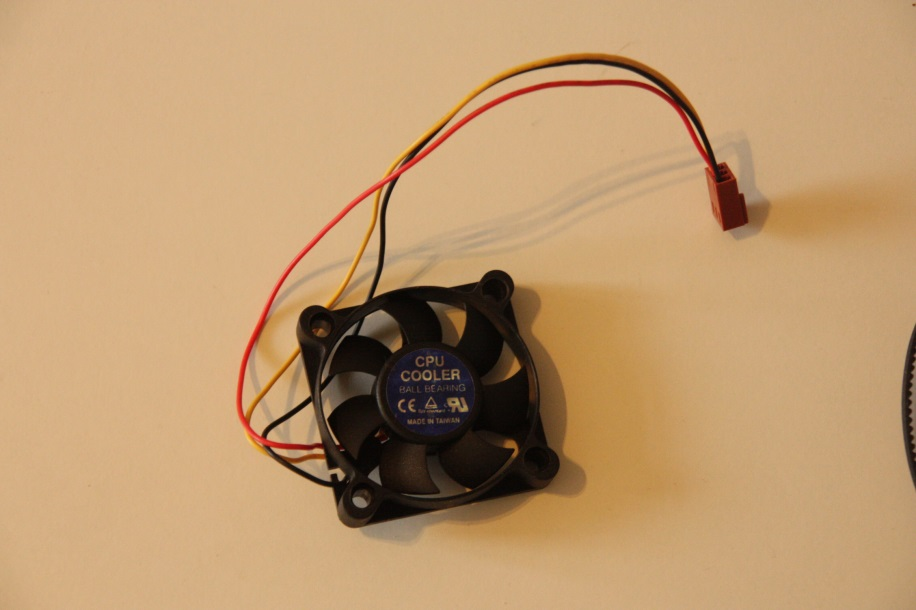 CPU
COOLER
BALL BEARING
CE
MADE IN TAIWAN